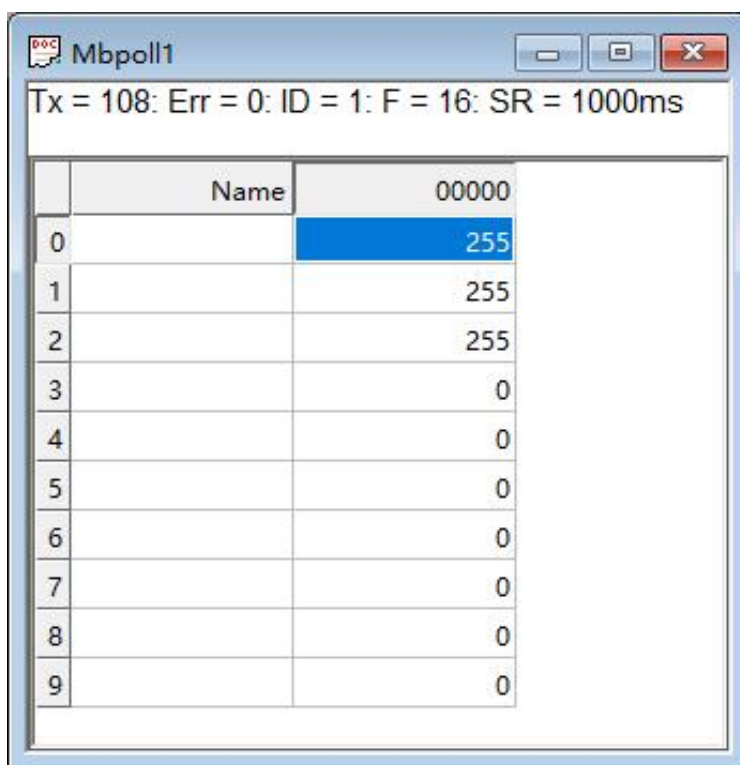 DOC
Mbpoll1
Tx = 108: Err = 0: ID = 1: F = 16: SR = 1000ms
Name 00000
0 255
1 255
2 255
3 0
4 0
5 0
6 0
7 0
8 0
9 0